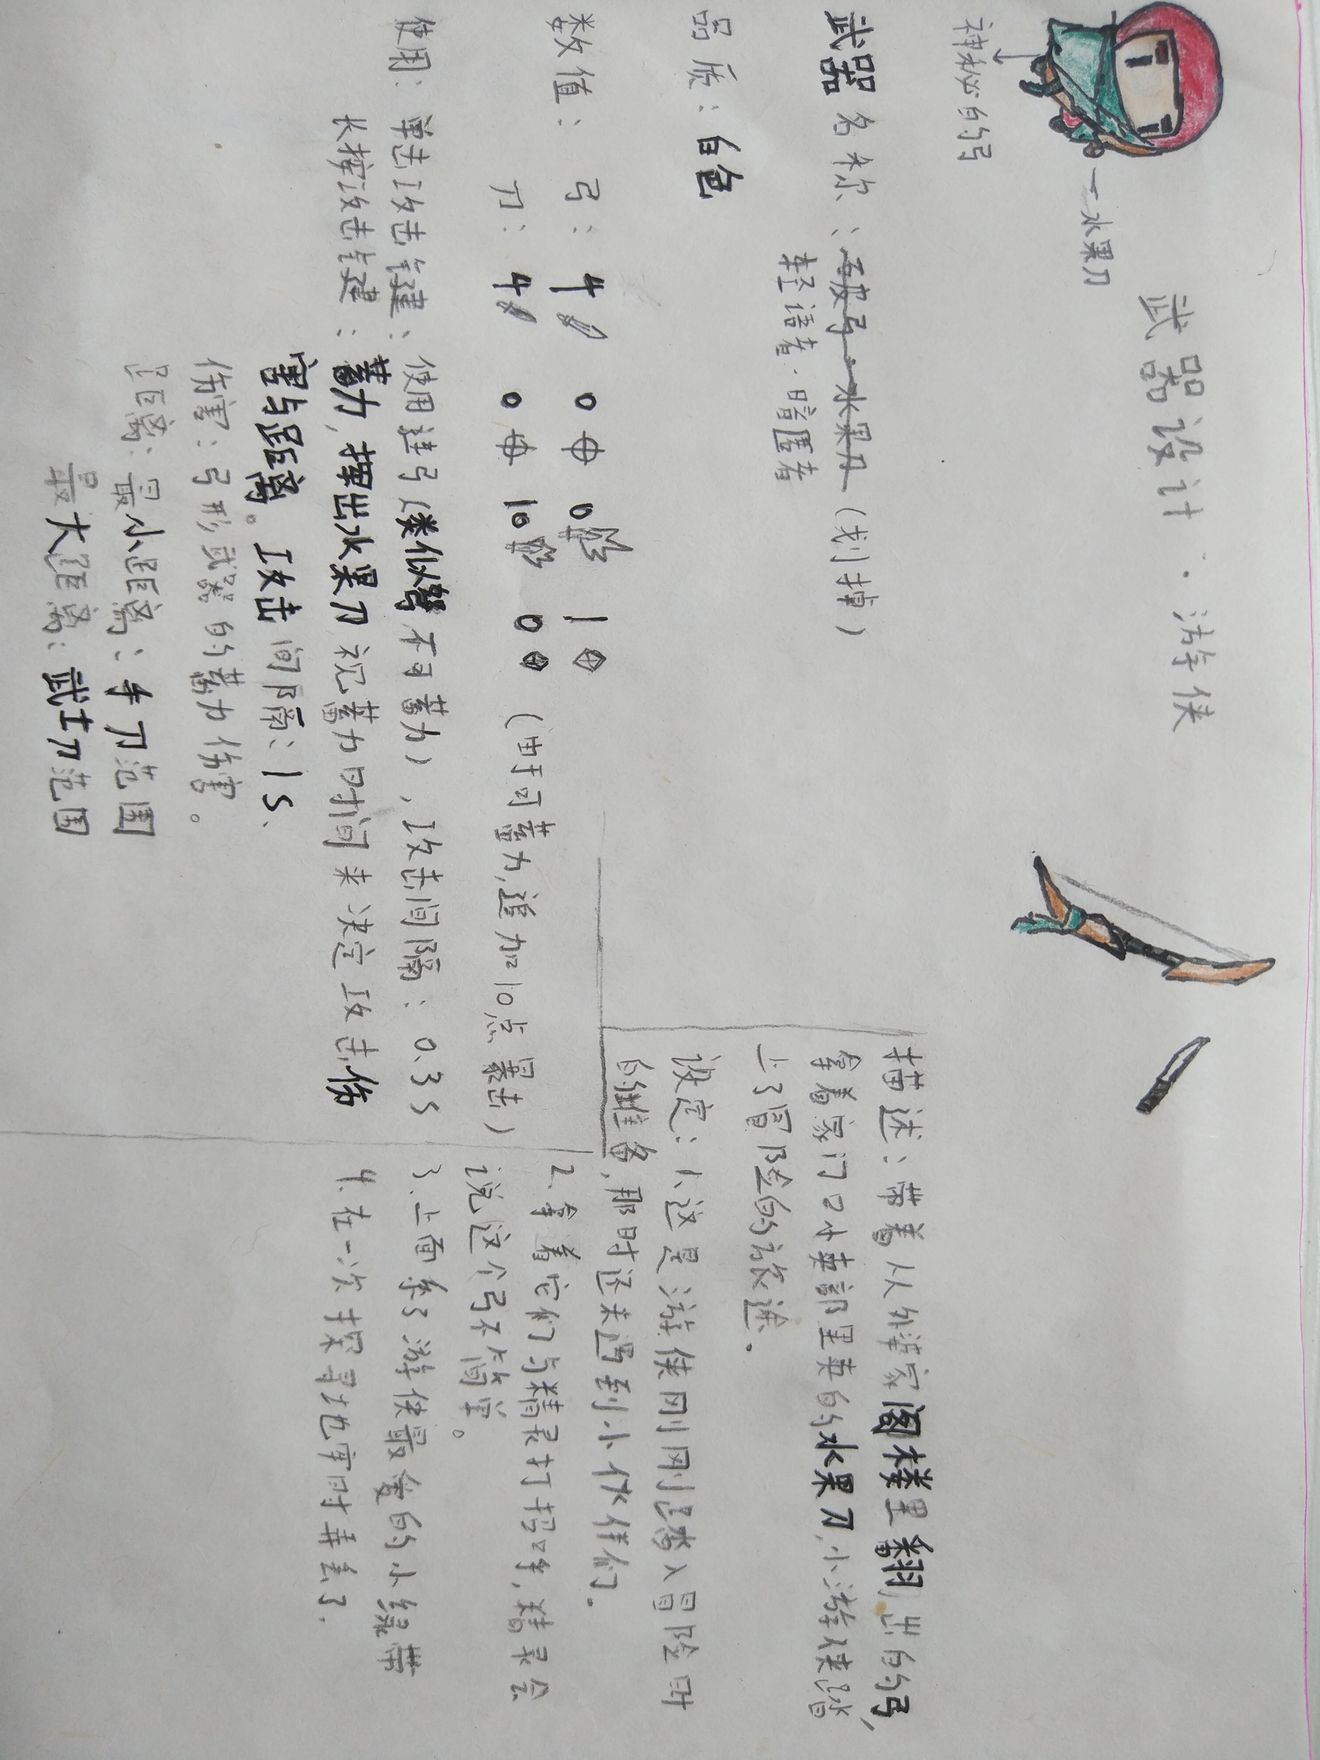 武器设计·游侠
神秘的弓
水果刀
武器名称:破弓·水果刀(划掉)
轻语者·暗匿者
品质:白色
数值:弓:4 0 0 1
刀:4 0 10 0(由于可蓄力,追加10点暴击)
使用:单击攻击键:使用连弓(类似弩,不可蓄力),攻击间隔:0.3s
长按攻击键:蓄力,挥出水果刀视蓄力时间来决定攻击伤
害与距离。攻击间隔:1s、
伤害:弓形武器的蓄力伤害。
距离:最小距离:手刀范围
最大距离:武士刀范围
描述:带着从外婆家阁楼里翻出的弓,
拿着家门口小卖部里卖的水果刀,小游侠踏
上了冒险的旅途。
设定:1、这是游侠刚刚踏入冒险时
的准备,那时还未遇到小伙伴们。
2、拿着它们与精灵打招呼,精灵会
说这个弓不简单。
3、上面系了游侠最爱的小绿带
4、在一次探寻地牢时弄丢了.